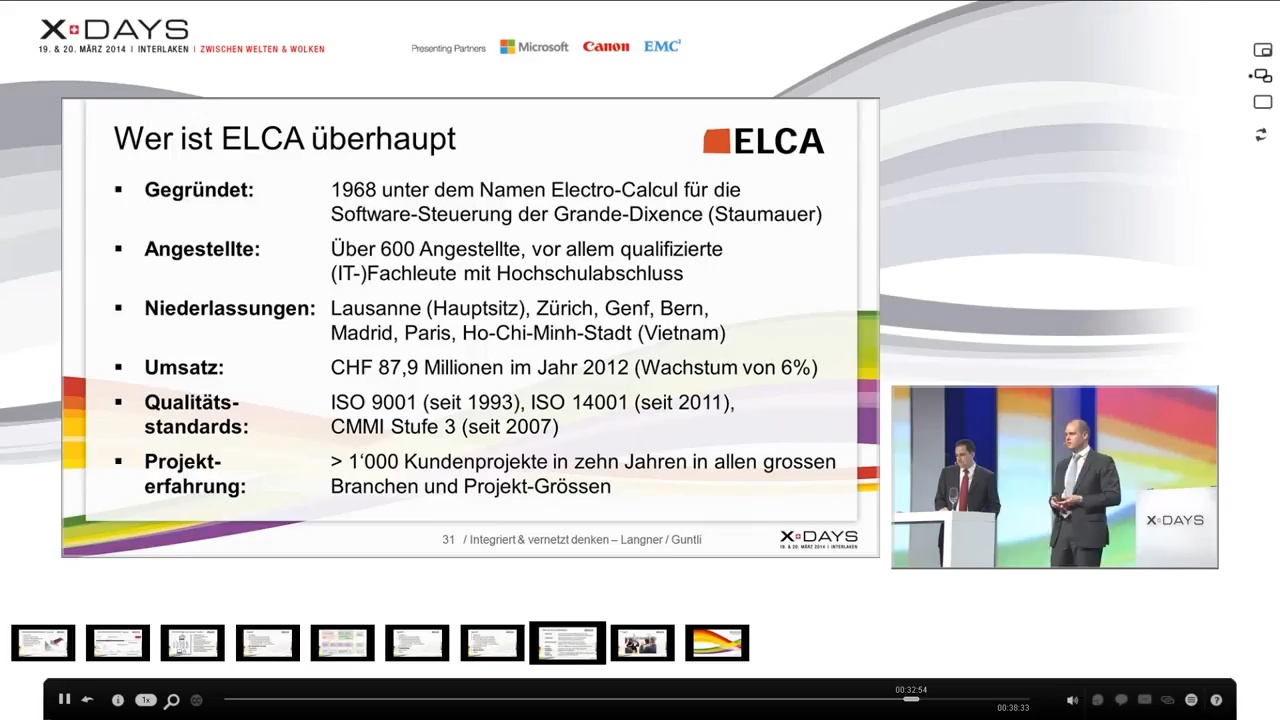 X DAYS
19. & 20. MÄRZ 2014 I INTERLAKEN | ZWISCHEN WELTEN & WOLKEN
Presenting Partners Microsoft Canon EMC²
Wer ist ELCA überhaupt
ELCA
▪ Gegründet: 1968 unter dem Namen Electro-Calcul für die
Software-Steuerung der Grande-Dixence (Staumauer)
▪ Angestellte: Über 600 Angestellte, vor allem qualifizierte
(IT-)Fachleute mit Hochschulabschluss
▪ Niederlassungen: Lausanne (Hauptsitz), Zürich, Genf, Bern,
Madrid, Paris, Ho-Chi-Minh-Stadt (Vietnam)
▪ Umsatz: CHF 87,9 Millionen im Jahr 2012 (Wachstum von 6%)
▪ Qualitäts- ISO 9001 (seit 1993), ISO 14001 (seit 2011),
standards: CMMI Stufe 3 (seit 2007)
▪ Projekt- > 1‘000 Kundenprojekte in zehn Jahren in allen grossen
erfahrung: Branchen und Projekt-Grössen
31 / Integriert & vernetzt denken – Langner / Guntli
X DAYS
19. & 20. MÄRZ 2014 I INTERLAKEN
X DAYS
1x
00:32:54
00:38:33